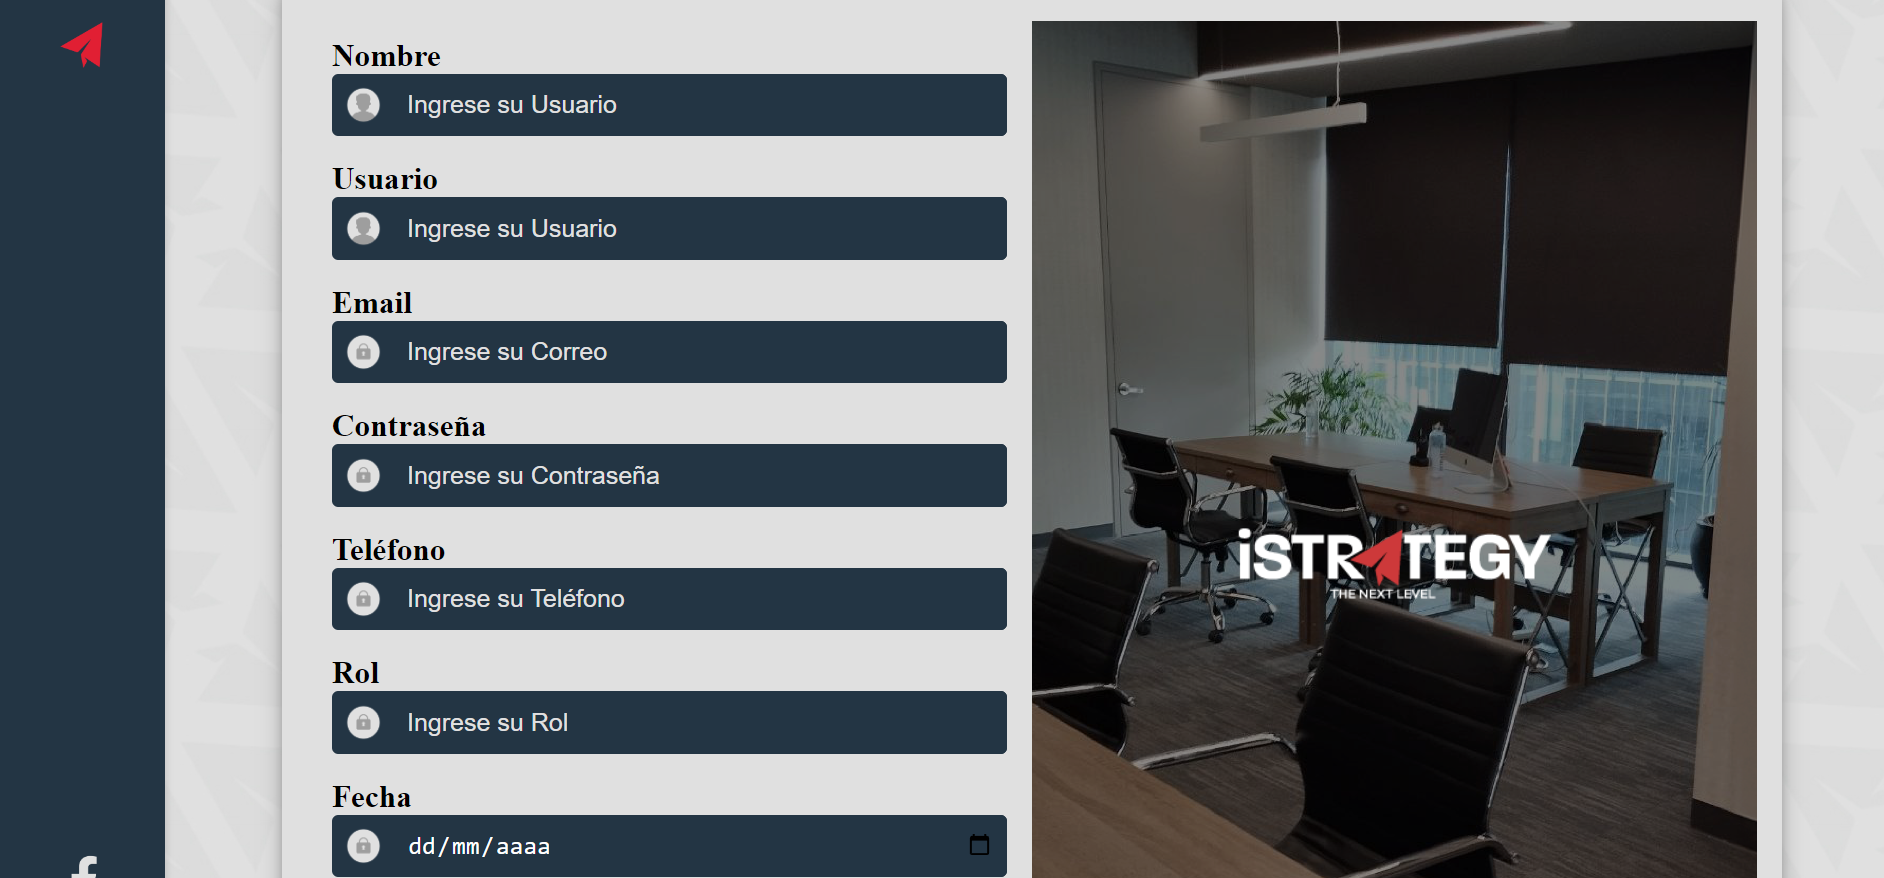 Nombre
Ingrese su Usuario
Usuario
Ingrese su Usuario
Email
Ingrese su Correo
Contraseña
Ingrese su Contraseña
Teléfono
Ingrese su Teléfono
Rol
Ingrese su Rol
Fecha
dd/mm/aaaa
iSTRATEGY
THE NEXT LEVEL